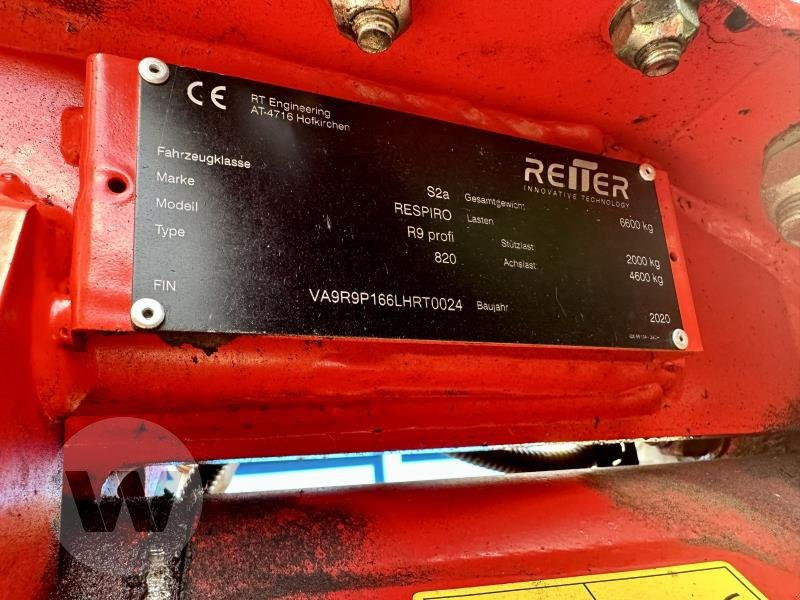 CE
RT Engineering
AT-4716 Hofkirchen
REITER
INNOVATIVE TECHNOLOGY
Fahrzeugklasse S2a
Marke RESPIRO
Modell R9 profi
Type 820
FIN VA9R9P166LHRT0024
Gesamtgewicht 6600 kg
Lasten
Stützlast: 2000 kg
Achslast: 4600 kg
Baujahr 2020
W